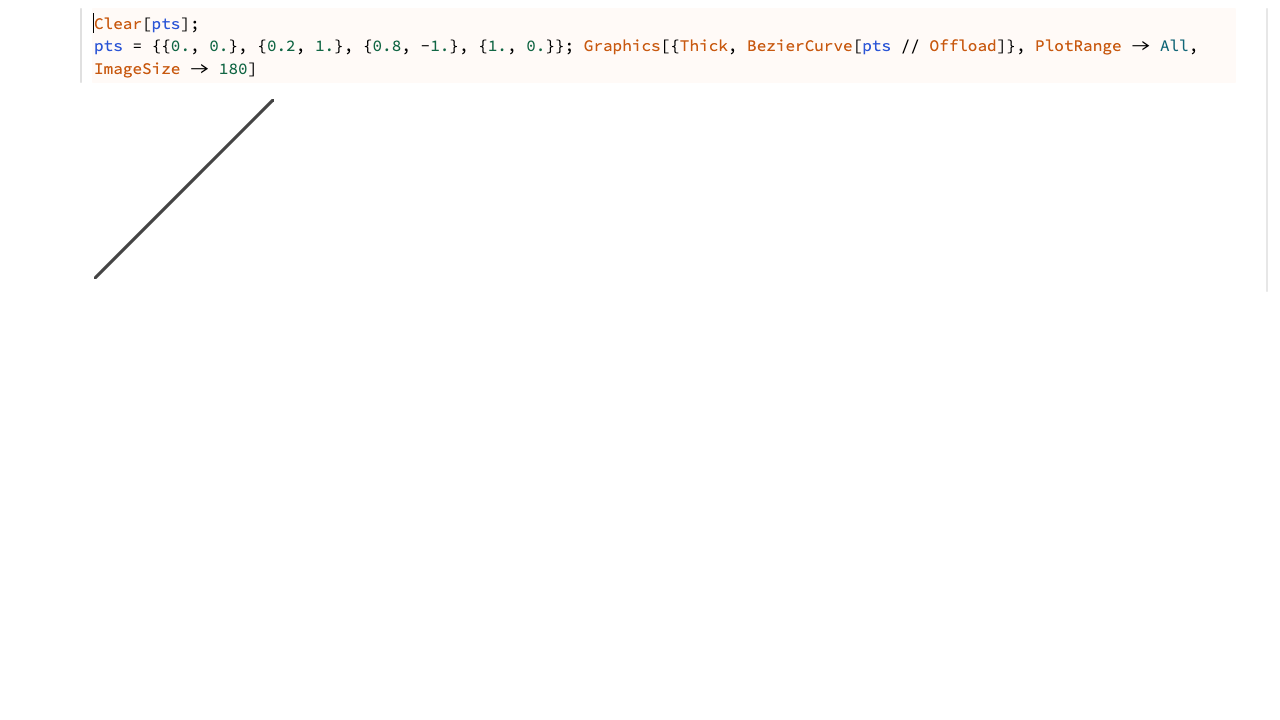 Clear[pts];
pts = {{0., 0.}, {0.2, 1.}, {0.8, -1.}, {1., 0.}}; Graphics[{Thick, BezierCurve[pts // Offload]}, PlotRange → All,
ImageSize → 180]